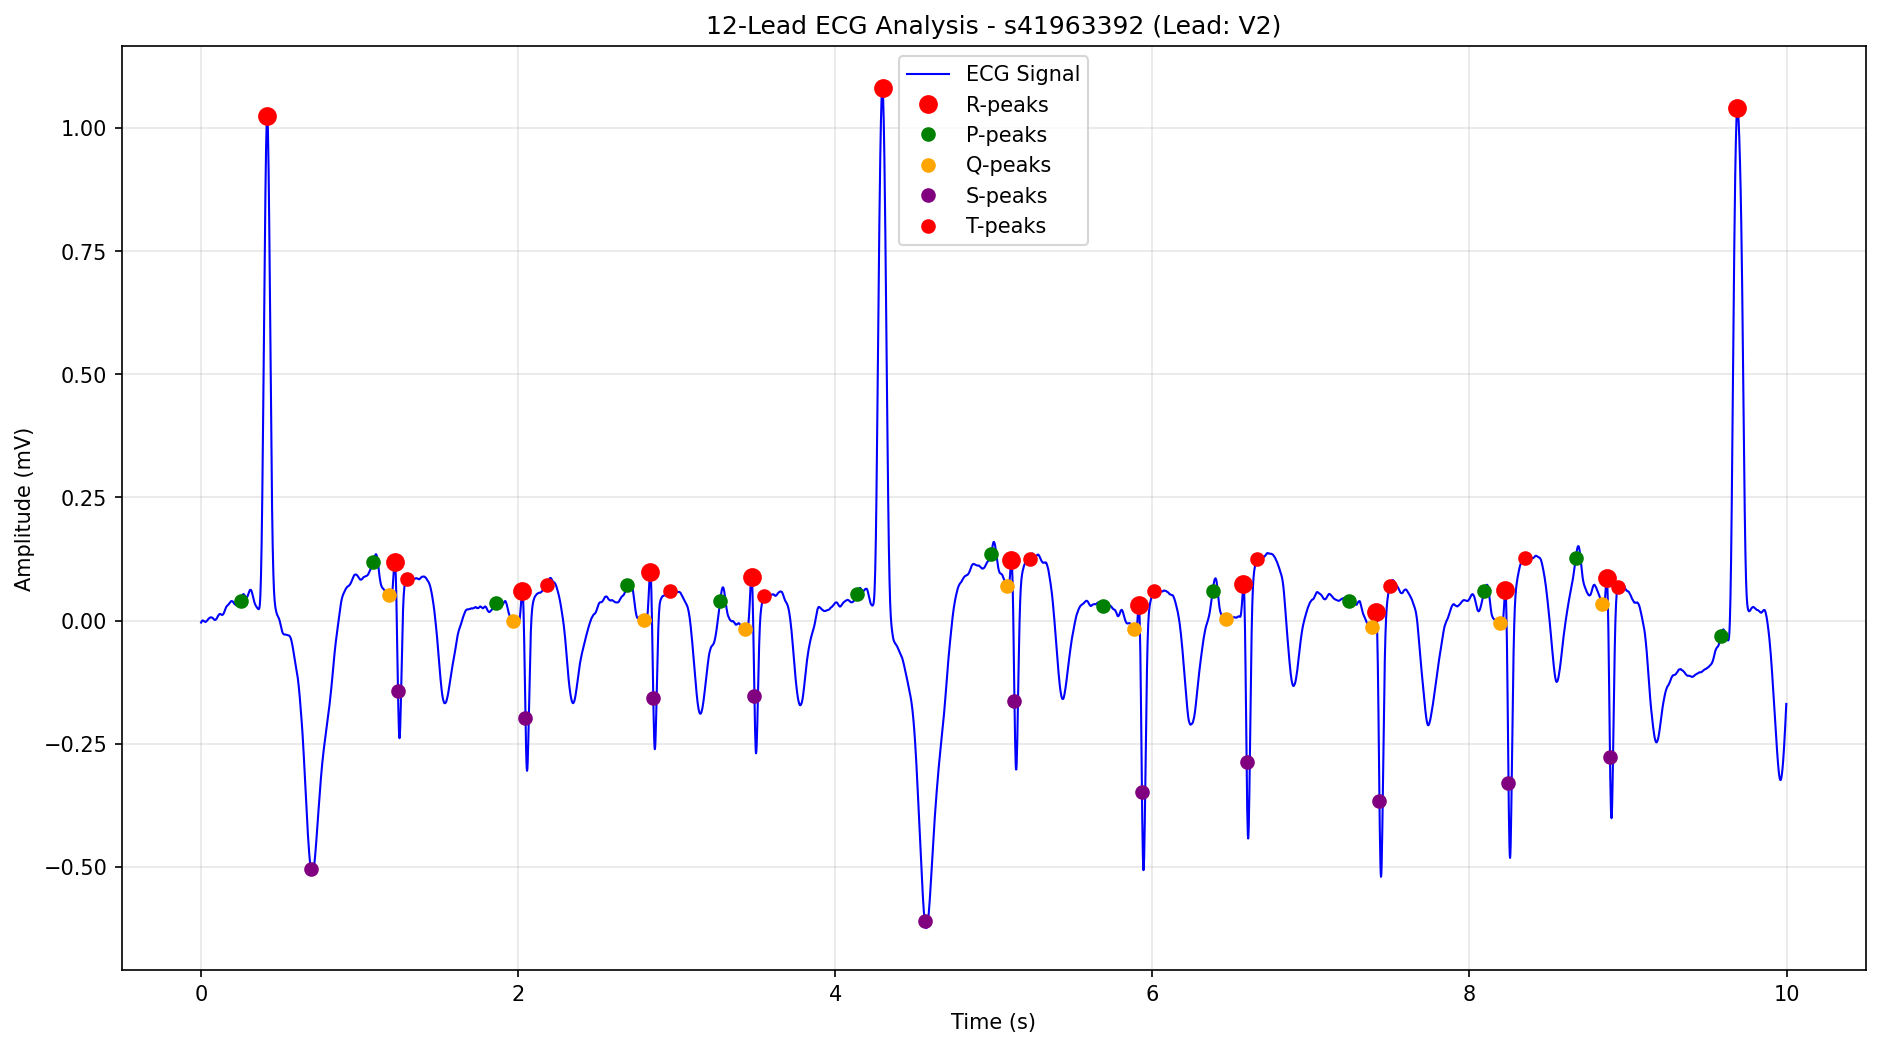 12-Lead ECG Analysis - s41963392 (Lead: V2)
ECG Signal
R-peaks
P-peaks
Q-peaks
S-peaks
T-peaks
Amplitude (mV)
1.00
0.75
0.50
0.25
0.00
−0.25
−0.50
0
2
4
6
8
10
Time (s)